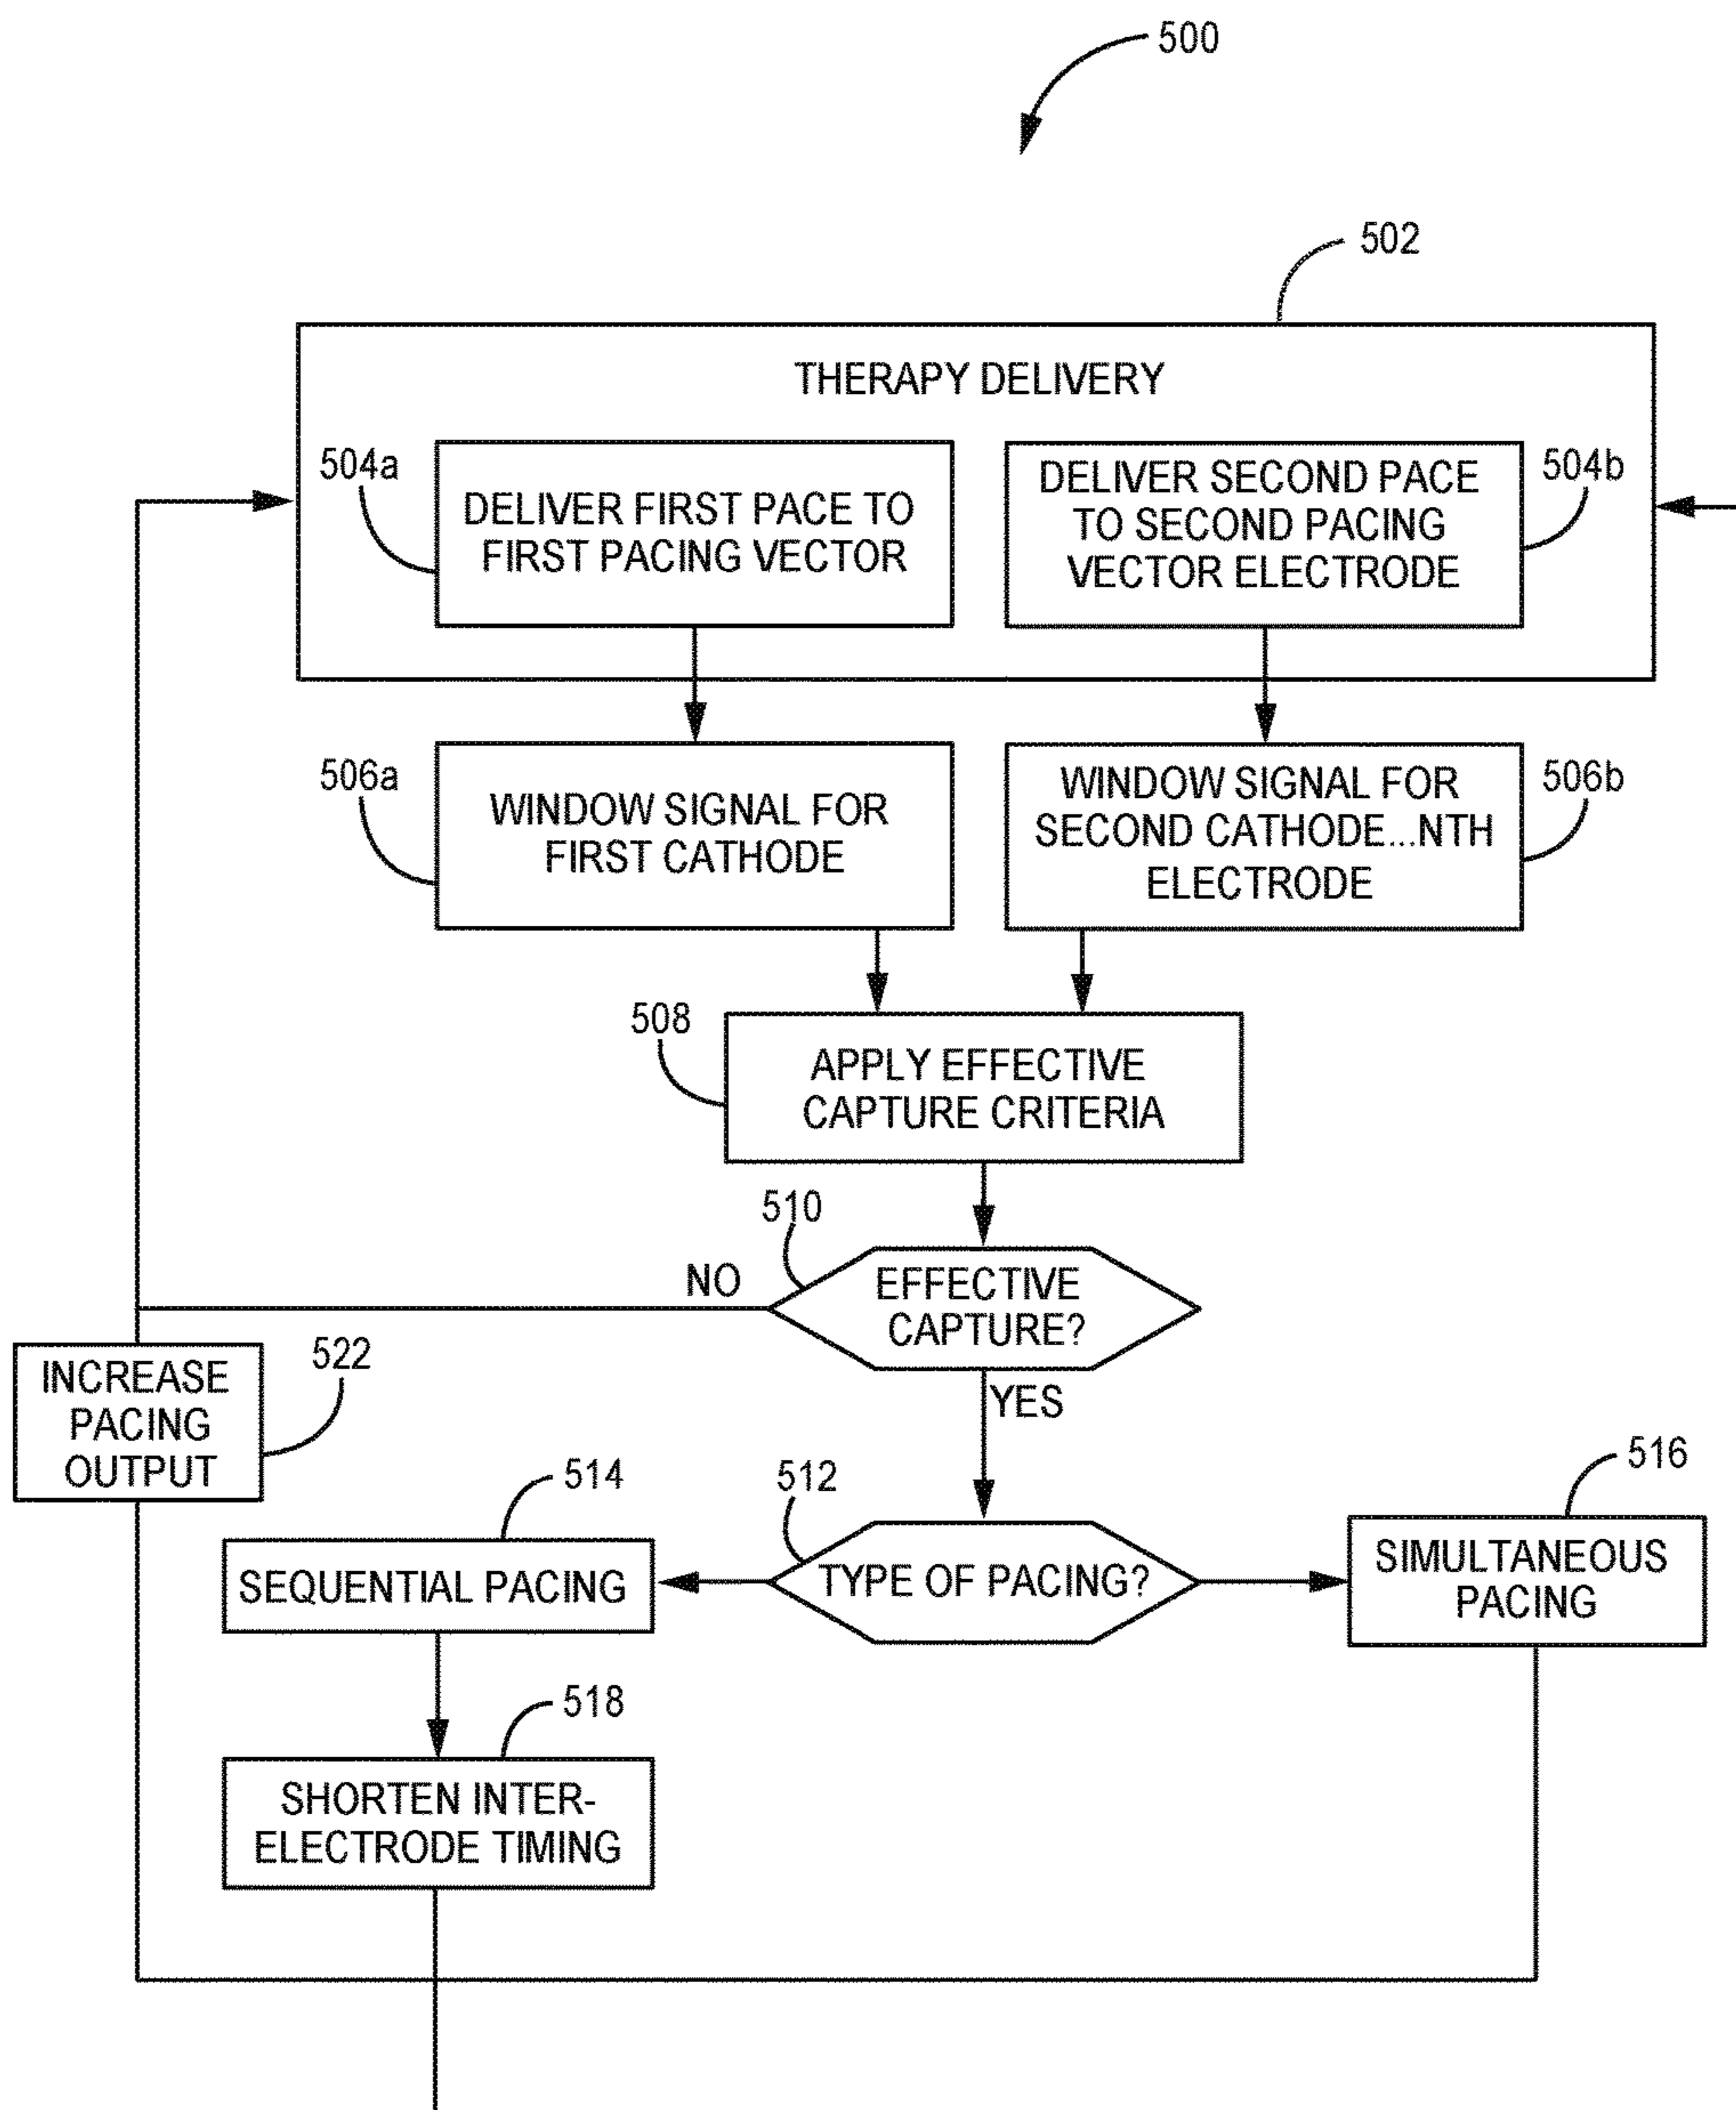 500
502
THERAPY DELIVERY
504a
DELIVER FIRST PACE TO
FIRST PACING VECTOR
DELIVER SECOND PACE
TO SECOND PACING
VECTOR ELECTRODE
504b
506a
WINDOW SIGNAL FOR
FIRST CATHODE
WINDOW SIGNAL FOR
SECOND CATHODE...NTH
ELECTRODE
506b
508
APPLY EFFECTIVE
CAPTURE CRITERIA
510
NO
EFFECTIVE
CAPTURE?
YES
INCREASE
PACING
OUTPUT
522
514
SEQUENTIAL PACING
512
TYPE OF PACING?
516
SIMULTANEOUS
PACING
518
SHORTEN INTER-
ELECTRODE TIMING